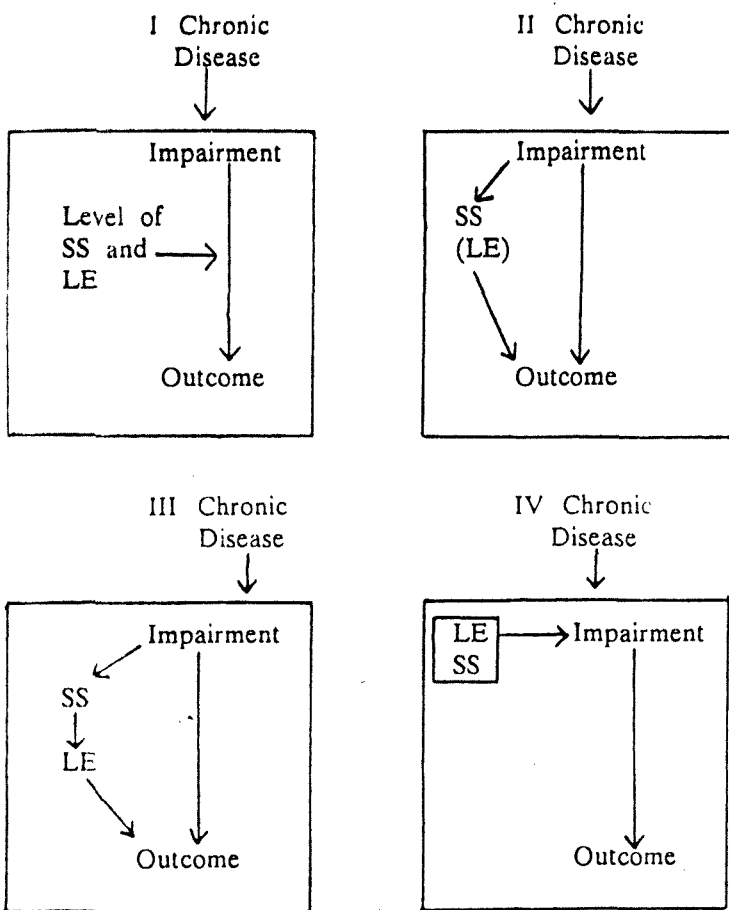 I Chronic
Disease
Impairment
Level of
SS and
LE
Outcome
II Chronic
Disease
Impairment
SS
(LE)
Outcome
III Chronic
Disease
Impairment
SS
LE
Outcome
IV Chronic
Disease
LE
SS
Impairment
Outcome